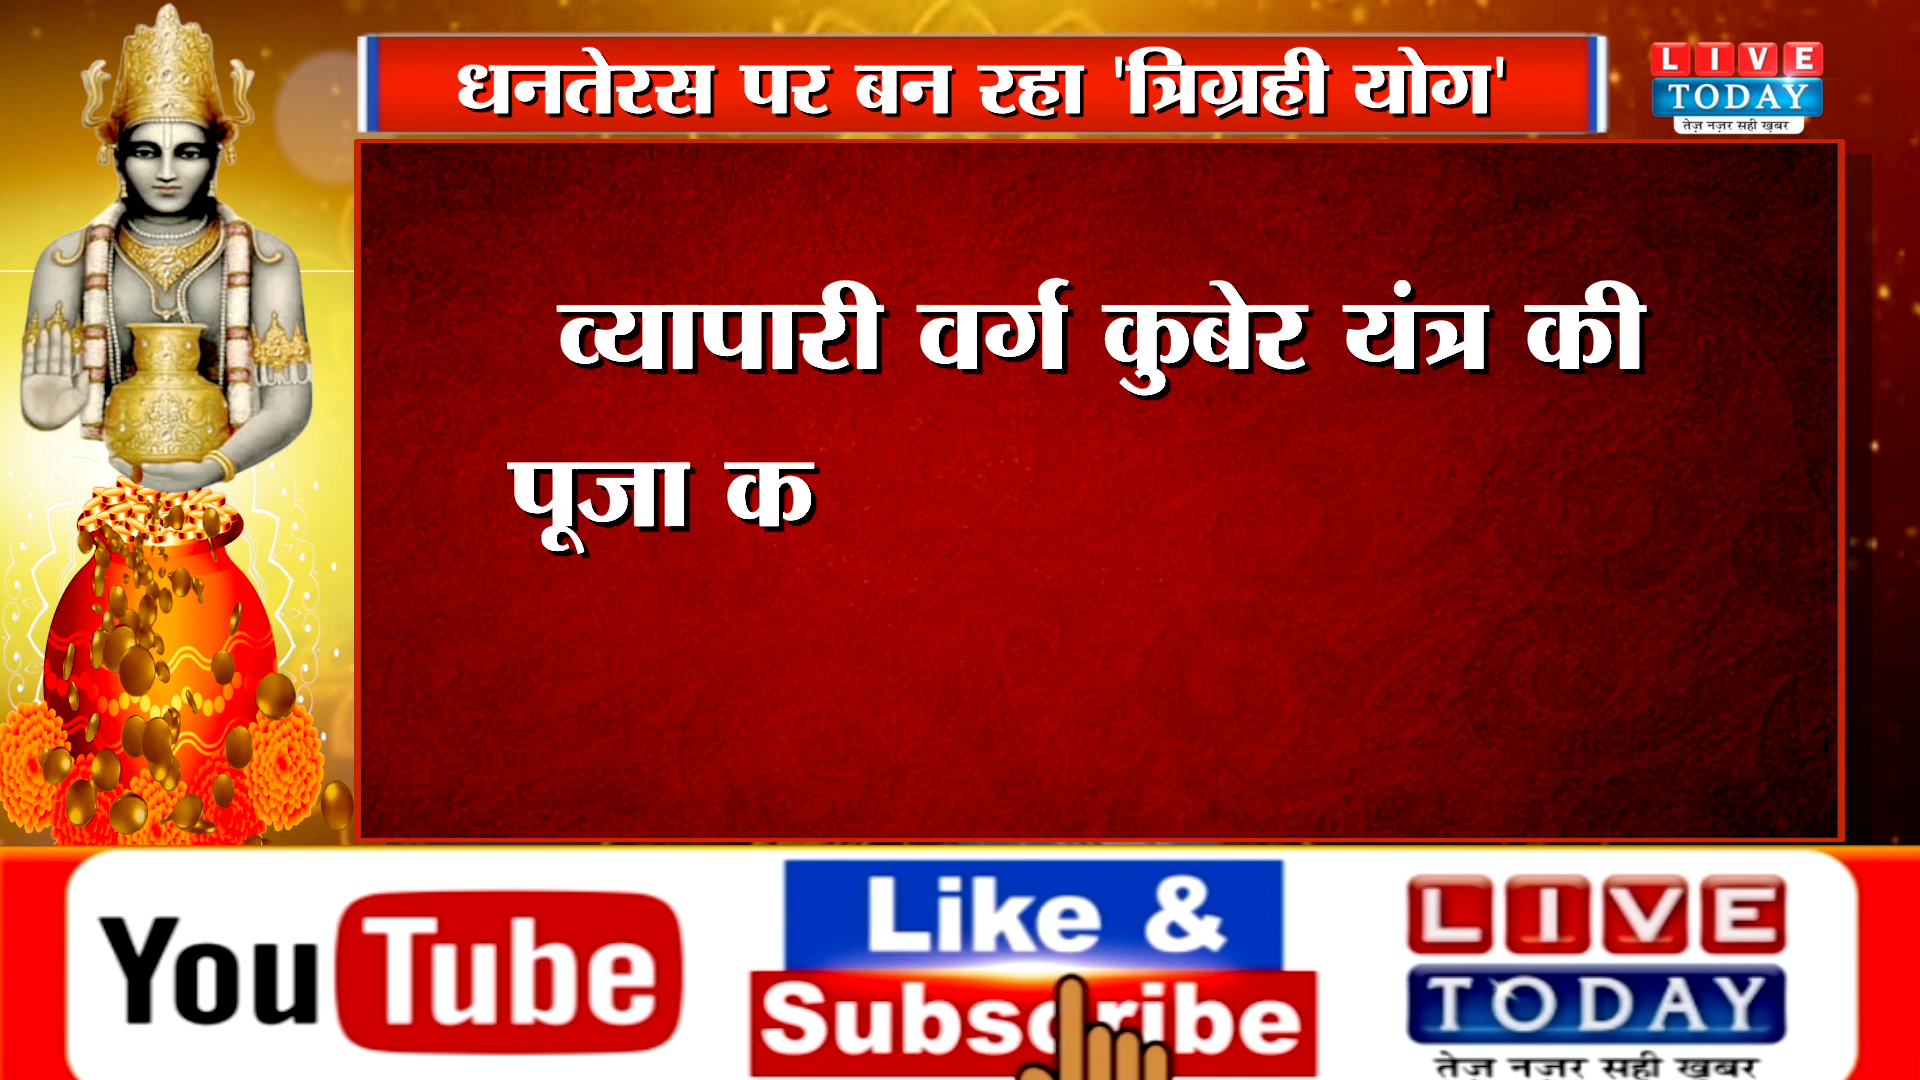 धनतेरस पर बन रहा 'त्रिग्रही योग'
LIVE
TODAY
तेज़ नज़र सही ख़बर
व्यापारी वर्ग कुबेर यंत्र की
पूजा क
YouTube
Like &
Subscribe
LIVE
TODAY
तेज़ नज़र सही ख़बर